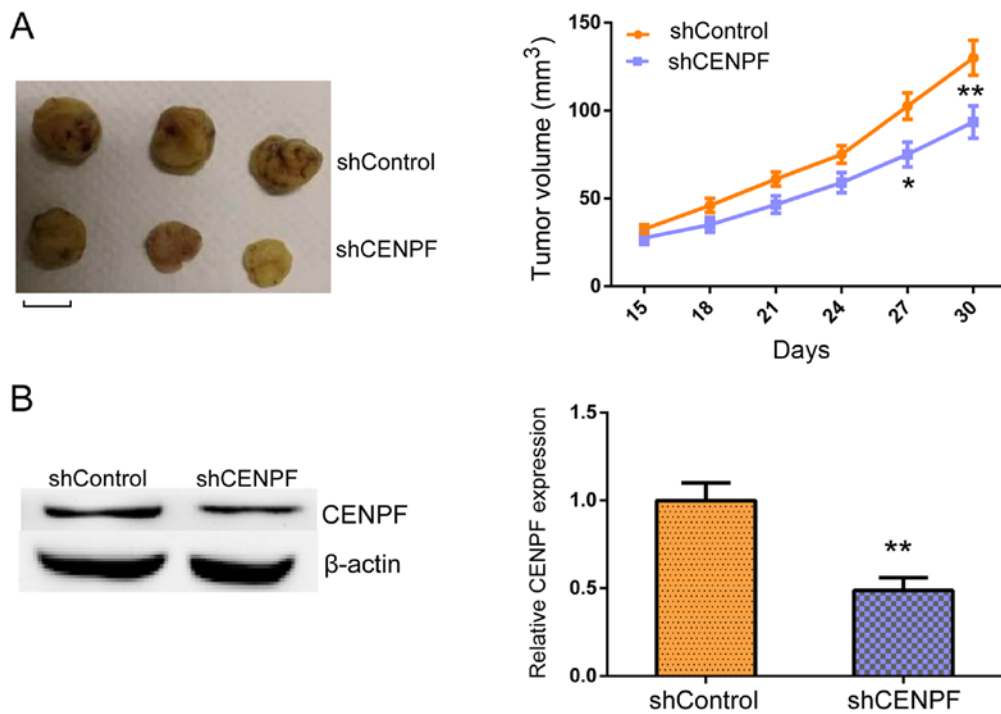 A
shControl
shCENPF
shControl
shCENPF
Tumor volume (mm³)
150
100
50
0
**
*
15 18 21 24 27 30
Days
B
shControl shCENPF
CENPF
β-actin
Relative CENPF expression
1.5
1.0
0.5
0.0
**
shControl shCENPF